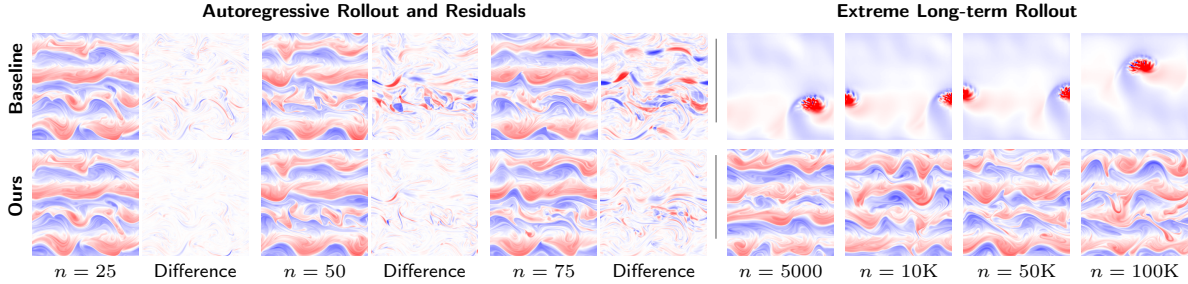 Autoregressive Rollout and Residuals
Extreme Long-term Rollout
Baseline
Ours
n = 25
Difference
n = 50
Difference
n = 75
Difference
n = 5000
n = 10K
n = 50K
n = 100K